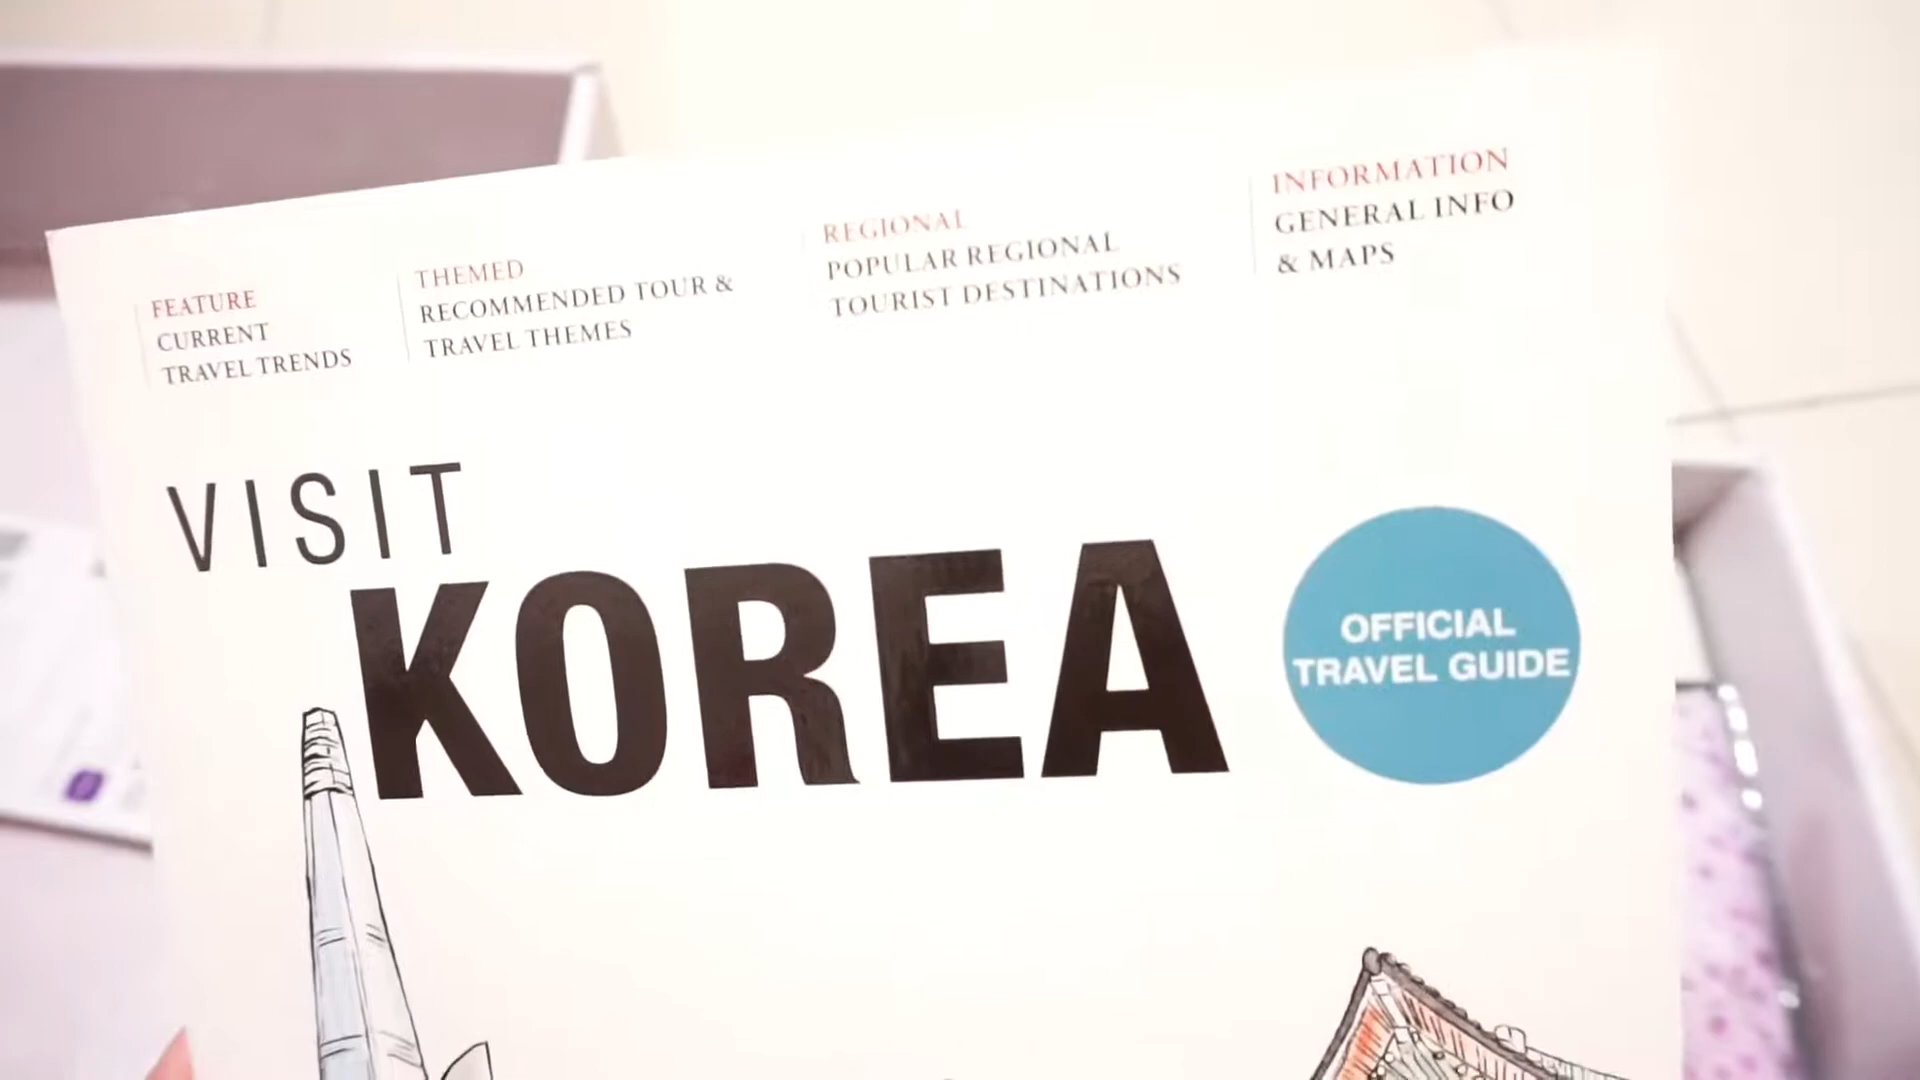 FEATURE
CURRENT
TRAVEL TRENDS
THEMED
RECOMMENDED TOUR &
TRAVEL THEMES
REGIONAL
POPULAR REGIONAL
TOURIST DESTINATIONS
INFORMATION
GENERAL INFO
& MAPS
VISIT
KOREA
OFFICIAL
TRAVEL GUIDE